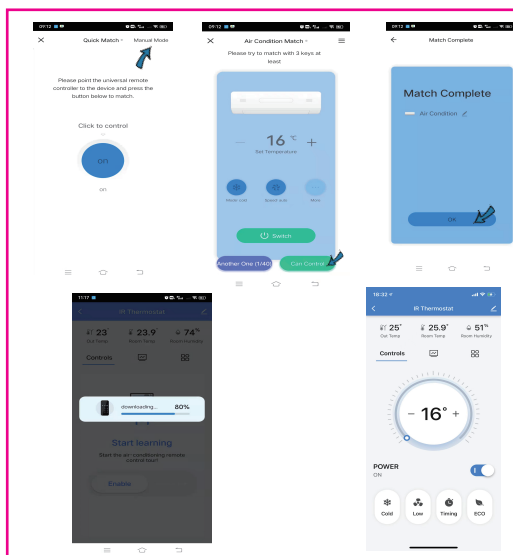 09:12
Quick Match
Manual Mode
Please point the universal remote
controller to the device and press the
button below to match.
Click to control
on
on
09:12
Air Condition Match
Please try to match with 3 keys at
least
16 °C
Set Temperature
Mode cold
Speed auto
More
Switch
Another One (1/40)
Can Control
09:12
Match Complete
Match Complete
Air Condition
OK
11:17
IR Thermostat
23°
23.9°
74%
Out Temp
Room Temp
Room Humidity
Controls
downloading...
80%
Start learning
Start the air conditioning remote
control tour!
Enable
16:32
IR Thermostat
25°
25.9°
51%
Out Temp
Room Temp
Room Humidity
Controls
− 16° +
POWER
ON
Cold
Low
Timing
ECO